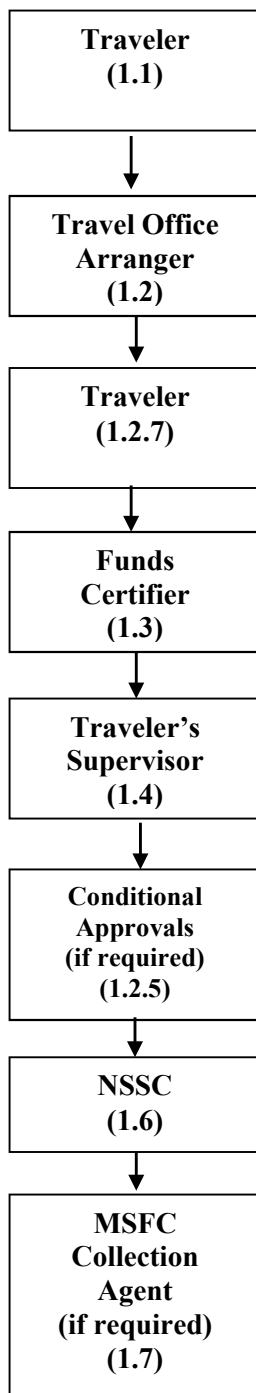 Traveler
(1.1)
Travel Office
Arranger
(1.2)
Traveler
(1.2.7)
Funds
Certifier
(1.3)
Traveler’s
Supervisor
(1.4)
Conditional
Approvals
(if required)
(1.2.5)
NSSC
(1.6)
MSFC
Collection
Agent
(if required)
(1.7)